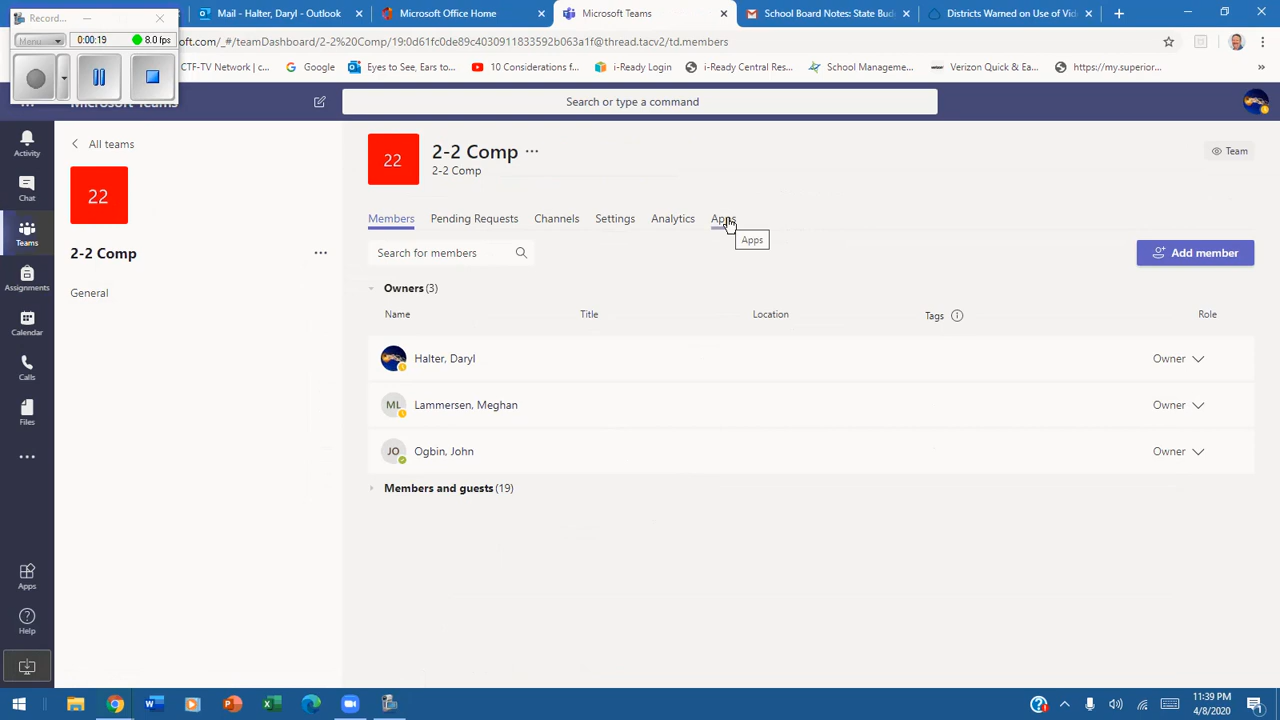 Record...
Mail - Halter, Daryl - Outlook
Microsoft Office Home
Microsoft Teams
School Board Notes: State Bud
Districts Warned on Use of Vide
Menu
0:00:19
8.0 fps
soft.com/_#/teamDashboard/2-2%20Comp/19:0d61fc0de89c40dbb0911833592b53a1f@thread.tacv2/td.members
CTF-TV Network | c...
Google
Eyes to See, Ears to...
10 Considerations f...
i-Ready Login
i-Ready Central Res...
School Manageme...
Verizon Quick & Ea...
https://my.superior...
»
Microsoft Teams
Search or type a command
Activity
Chat
Teams
Assignments
Calendar
Calls
Files
Apps
Help
All teams
22
2-2 Comp
General
22
2-2 Comp
2-2 Comp
Team
Members
Pending Requests
Channels
Settings
Analytics
Apps
Apps
Search for members
Add member
Owners (3)
Name
Title
Location
Tags
Role
Halter, Daryl
Owner
ML
Lammersen, Meghan
Owner
JO
Ogbin, John
Owner
Members and guests (19)
11:39 PM
4/8/2020